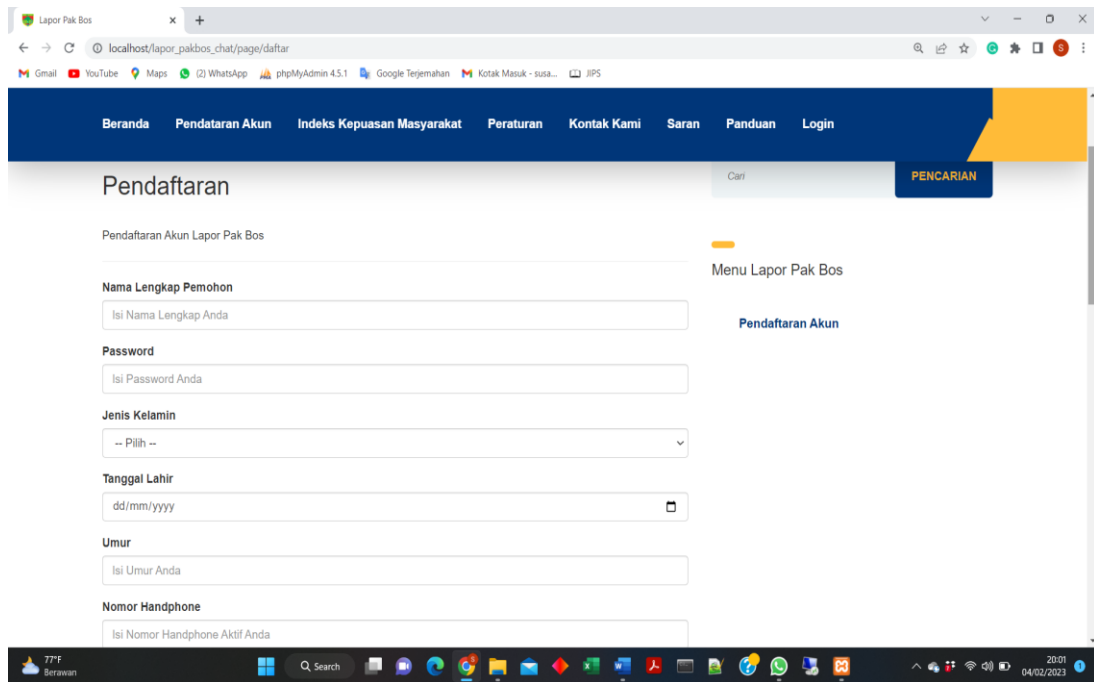 Lapor Pak Bos
localhost/lapor_pakbos_chat/page/daftar
Gmail YouTube Maps (2) WhatsApp phpMyAdmin 4.5.1 Google Terjemahan Kotak Masuk - susa... JIPS
Beranda Pendataran Akun Indeks Kepuasan Masyarakat Peraturan Kontak Kami Saran Panduan Login
Pendaftaran
Cari PENCARIAN
Pendaftaran Akun Lapor Pak Bos
Menu Lapor Pak Bos
Pendaftaran Akun
Nama Lengkap Pemohon
Isi Nama Lengkap Anda
Password
Isi Password Anda
Jenis Kelamin
-- Pilih --
Tanggal Lahir
dd/mm/yyyy
Umur
Isi Umur Anda
Nomor Handphone
Isi Nomor Handphone Aktif Anda
77°F
Berawan
Search
20:01
04/02/2023